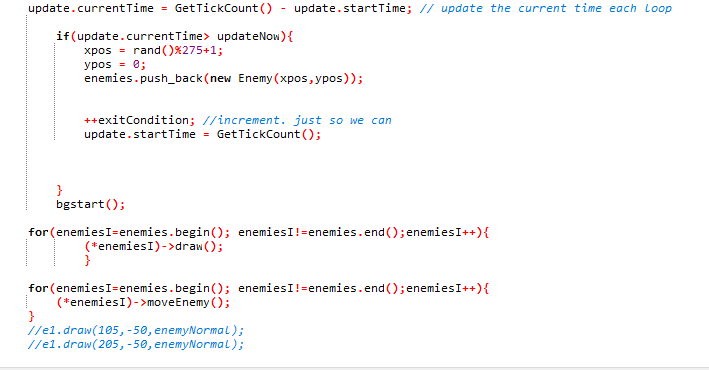 update.currentTime = GetTickCount() - update.startTime; // update the current time each loop
if(update.currentTime> updateNow){
xpos = rand()%275+1;
ypos = 0;
enemies.push_back(new Enemy(xpos,ypos));
++exitCondition; //increment. just so we can
update.startTime = GetTickCount();
}
bgstart();
for(enemiesI=enemies.begin(); enemiesI!=enemies.end();enemiesI++){
(*enemiesI)->draw();
}
for(enemiesI=enemies.begin(); enemiesI!=enemies.end();enemiesI++){
(*enemiesI)->moveEnemy();
}
//e1.draw(105,-50,enemyNormal);
//e1.draw(205,-50,enemyNormal);